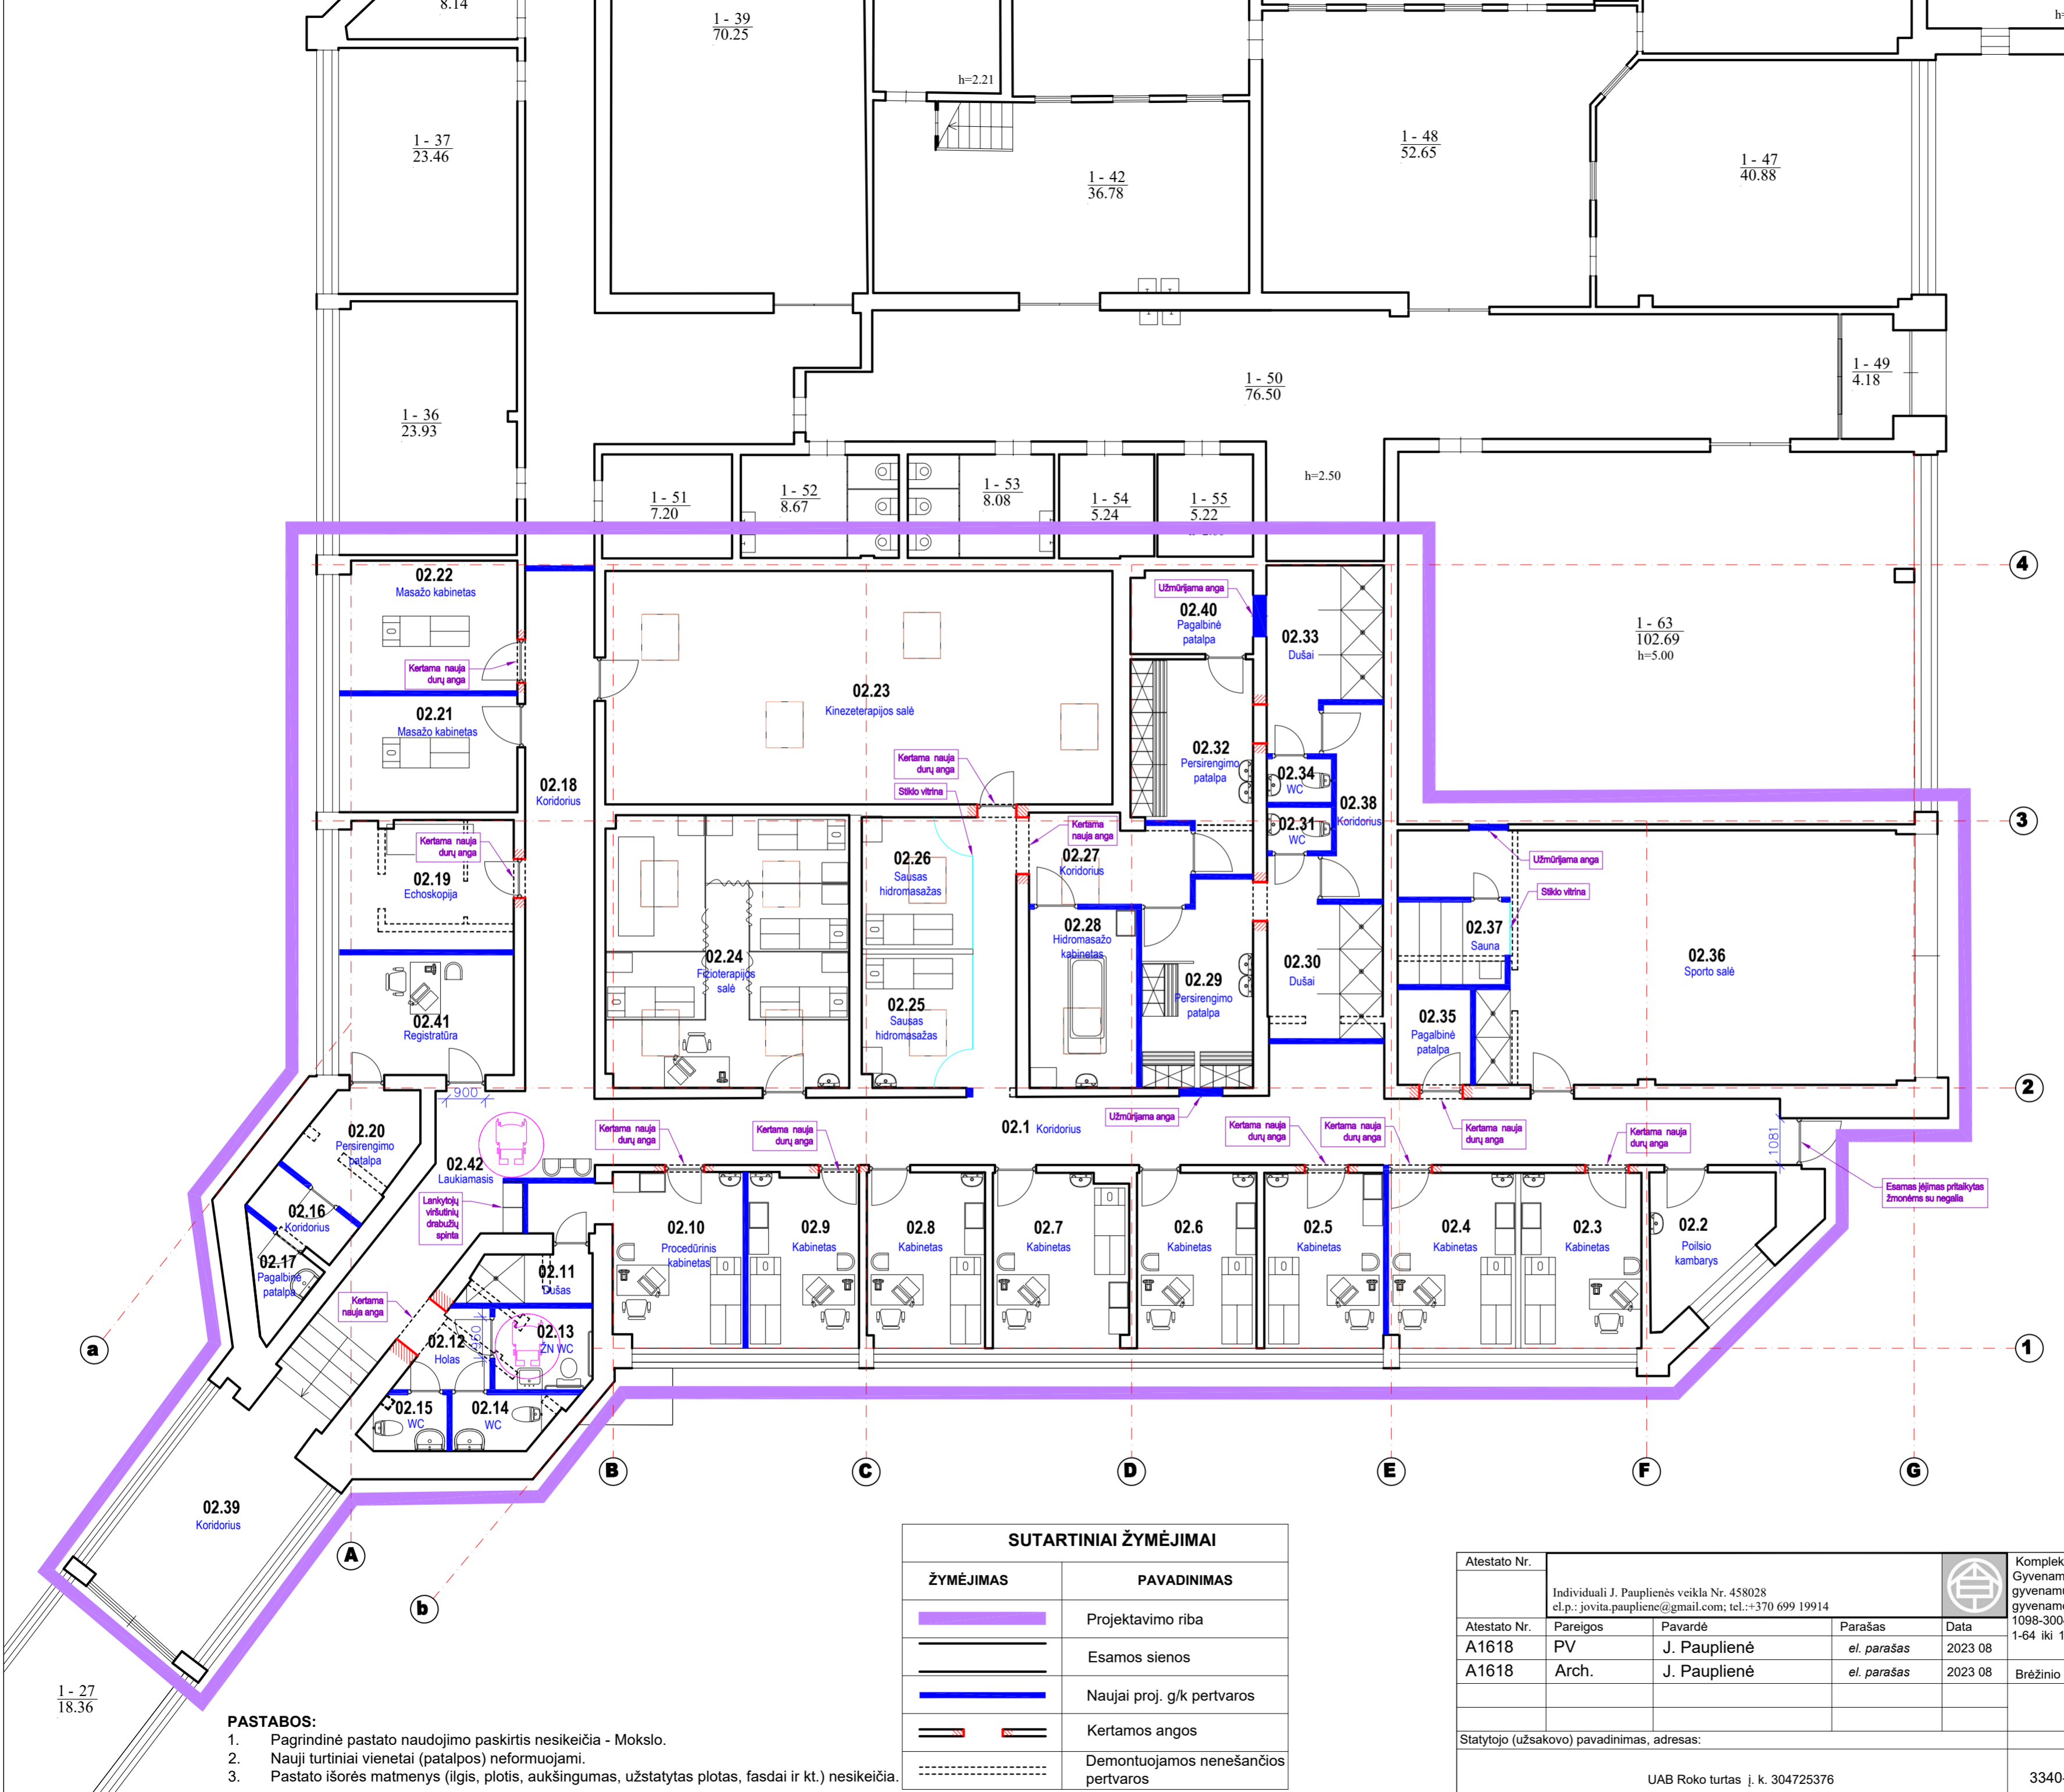 8.14
1 - 39
70.25
h=2.21
1 - 37
23.46
1 - 42
36.78
1 - 48
52.65
1 - 47
40.88
1 - 36
23.93
1 - 50
76.50
1 - 49
4.18
1 - 51
7.20
1 - 52
8.67
1 - 53
8.08
1 - 54
5.24
1 - 55
5.22
h=2.50
1 - 63
102.69
h=5.00
4
02.22
Masažo kabinetas
Kertama nauja
durų anga
02.21
Masažo kabinetas
02.18
Koridorius
02.23
Kinezeterapijos salė
Kertama nauja
durų anga
Stiklo vitrina
Užmūrijama anga
02.40
Pagalbinė
patalpa
02.33
Dušai
02.32
Persirengimo
patalpa
02.34
WC
02.31
WC
02.38
Koridorius
3
Kertama nauja
durų anga
02.19
Echoskopija
02.26
Sausas
hidromasažas
Kertama
nauja anga
02.27
Koridorius
Užmūrijama anga
Stiklo vitrina
02.24
Fizioterapijos
salė
02.25
Sausas
hidromasažas
02.28
Hidromasažo
kabinetas
02.29
Persirengimo
patalpa
02.30
Dušai
02.37
Sauna
02.36
Sporto salė
02.35
Pagalbinė
patalpa
02.41
Registratūra
900
2
02.20
Persirengimo
patalpa
02.42
Laukiamasis
Kertama nauja
durų anga
Kertama nauja
durų anga
02.1 Koridorius
Užmūrijama anga
Kertama nauja
durų anga
Kertama nauja
durų anga
Kertama nauja
durų anga
Kertama nauja
durų anga
1081
Esamas įėjimas pritaikytas
žmonėms su negalia
Lankytojų
viršutinių
drabužių
spinta
02.16
Koridorius
02.17
Pagalbinė
patalpa
02.10
Procedūrinis
kabinetas
02.9
Kabinetas
02.8
Kabinetas
02.7
Kabinetas
02.6
Kabinetas
02.5
Kabinetas
02.4
Kabinetas
02.3
Kabinetas
02.2
Poilsio
kambarys
02.11
Dušas
Kertama
nauja anga
02.12
Holas
02.13
ŽN WC
02.15
WC
02.14
WC
a
1
B
C
D
E
F
G
02.39
Koridorius
A
b
1 - 27
18.36
SUTARTINIAI ŽYMĖJIMAI
ŽYMĖJIMAS PAVADINIMAS
Projektavimo riba
Esamos sienos
Naujai proj. g/k pertvaros
Kertamos angos
Demontuojamos nenešančios
pertvaros
PASTABOS:
1. Pagrindinė pastato naudojimo paskirtis nesikeičia - Mokslo.
2. Nauji turtiniai vienetai (patalpos) neformuojami.
3. Pastato išorės matmenys (ilgis, plotis, aukšingumas, užstatytas plotas, fasdai ir kt.) nesikeičia.
Atestato Nr.
Individuali J. Pauplienės veikla Nr. 458028
el.p.: jovita.paupliene@gmail.com; tel.:+370 699 19914
Komplek
Gyvenam
gyvenamu
gyvenamo
1098-300
1-64 iki 1
Atestato Nr. Pareigos Pavardė Parašas Data
A1618 PV J. Pauplienė el. parašas 2023 08
A1618 Arch. J. Pauplienė el. parašas 2023 08
Brėžinio
Statytojo (užsakovo) pavadinimas, adresas:
UAB Roko turtas į. k. 304725376
3340-